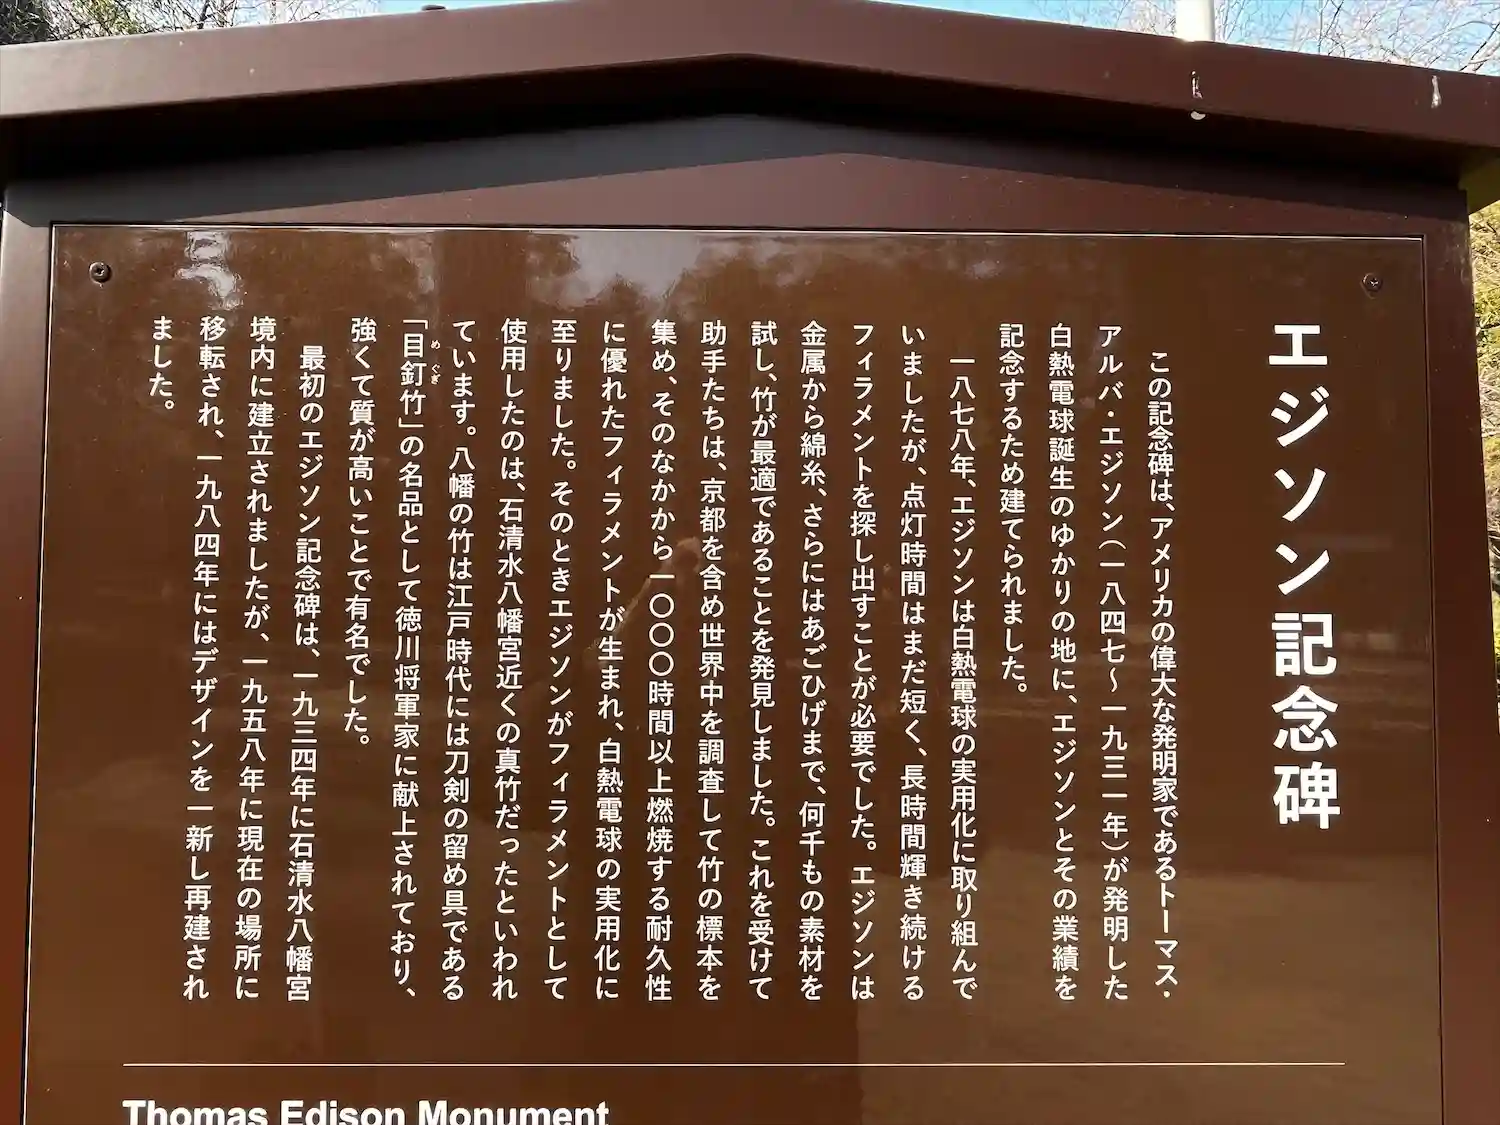 エジソン記念碑
この記念碑は、アメリカの偉大な発明家であるトーマス・
アルバ・エジソン（一八四七〜一九三一年）が発明した
白熱電球誕生のゆかりの地に、エジソンとその業績を
記念するため建てられました。
一八七八年、エジソンは白熱電球の実用化に取り組んで
いましたが、点灯時間はまだ短く、長時間輝き続ける
フィラメントを探し出すことが必要でした。エジソンは
金属から綿糸、さらにはあごひげまで、何千もの素材を
試し、竹が最適であることを発見しました。これを受けて
助手たちは、京都を含め世界中を調査して竹の標本を
集め、そのなかから一〇〇〇時間以上燃焼する耐久性
に優れたフィラメントが生まれ、白熱電球の実用化に
至りました。そのときエジソンがフィラメントとして
使用したのは、石清水八幡宮近くの真竹だったといわれ
ています。八幡の竹は江戸時代には刀剣の留め具である
「目釘竹」の名品として徳川将軍家に献上されており、
めくぎ
強くて質が高いことで有名でした。
最初のエジソン記念碑は、一九三四年に石清水八幡宮
境内に建立されましたが、一九五八年に現在の場所に
移転され、一九八四年にはデザインを一新し再建され
ました。
Thomas Edison Monument